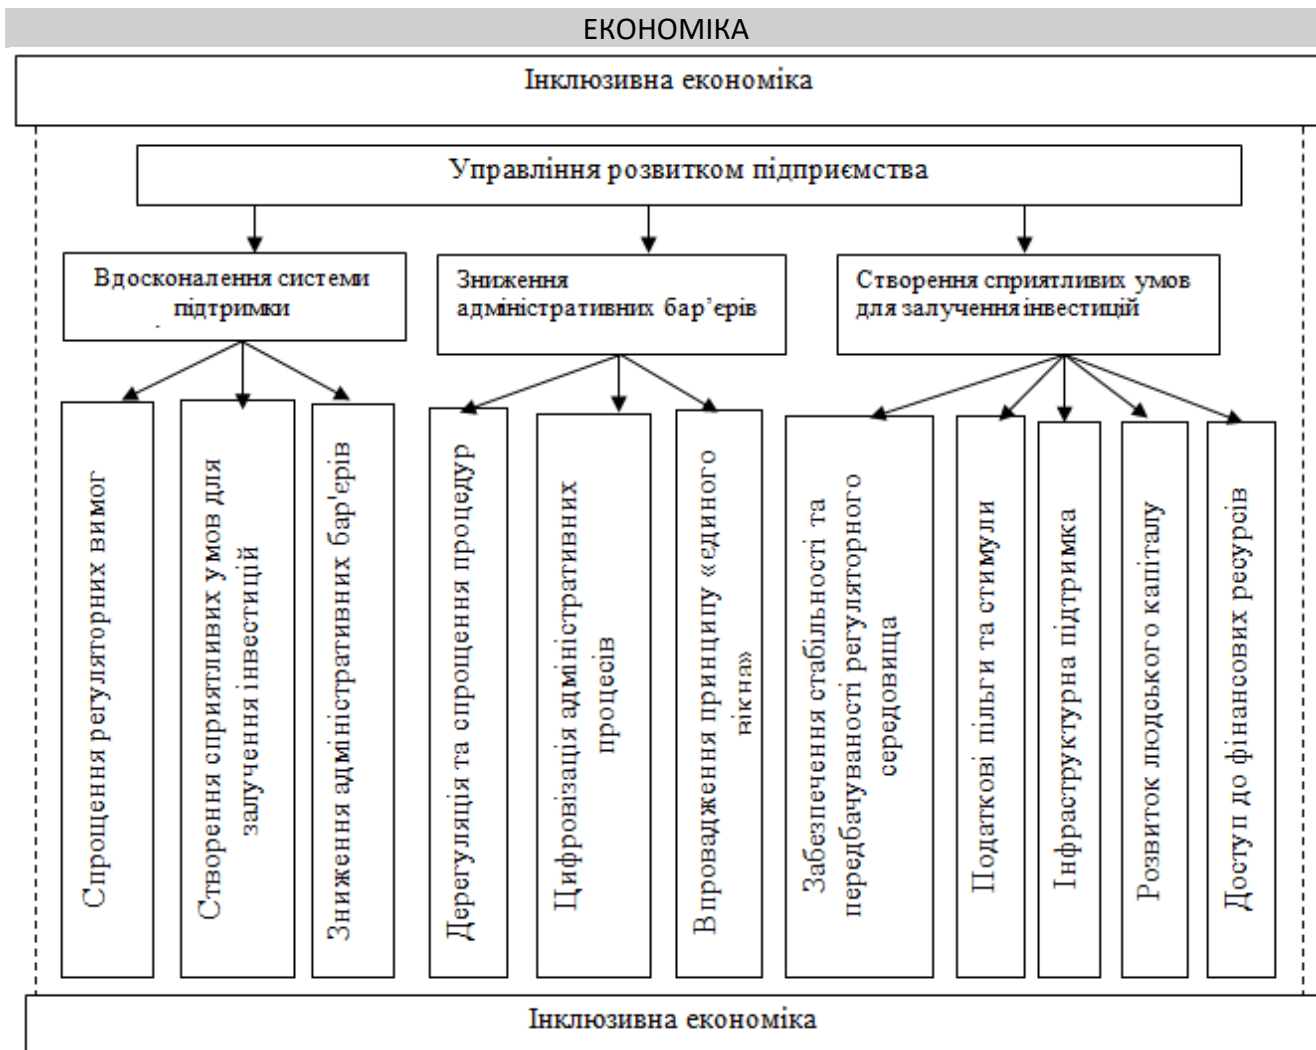 ЕКОНОМІКА
Інклюзивна економіка
Управління розвитком підприємства
Вдосконалення системи
підтримки
Зниження
адміністративних бар’єрів
Створення сприятливих умов
для залучення інвестицій
Спрощення регуляторних вимог
Створення сприятливих умов для
залучення інвестицій
Зниження адміністративних бар'єрів
Дерегуляція та спрощення процедур
Цифровізація адміністративних
процесів
Впровадження принципу «єдиного
вікна»
Забезпечення стабільності та
передбачуваності регуляторного
середовища
Податкові пільги та стимули
Інфраструктурна підтримка
Розвиток людського капіталу
Доступ до фінансових ресурсів
Інклюзивна економіка